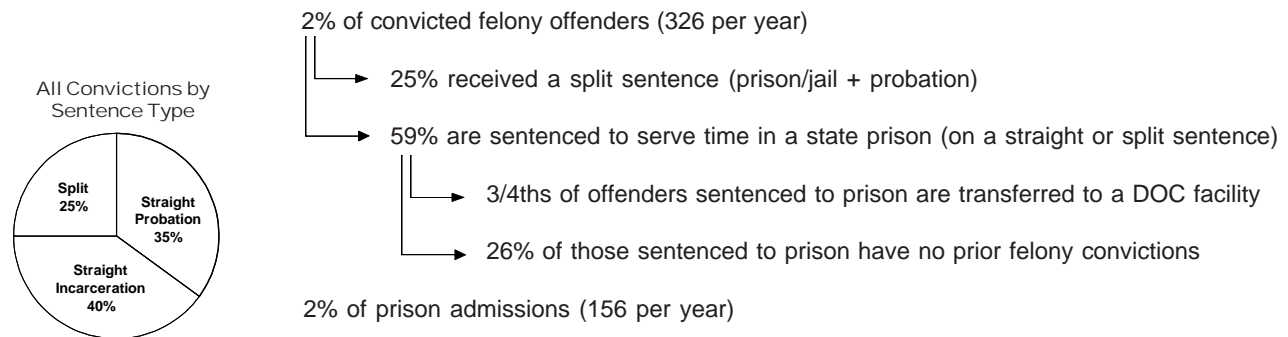 2% of convicted felony offenders (326 per year)
25% received a split sentence (prison/jail + probation)
59% are sentenced to serve time in a state prison (on a straight or split sentence)
3/4ths of offenders sentenced to prison are transferred to a DOC facility
26% of those sentenced to prison have no prior felony convictions
2% of prison admissions (156 per year)
All Convictions by
Sentence Type
Split
25%
Straight
Probation
35%
Straight
Incarceration
40%